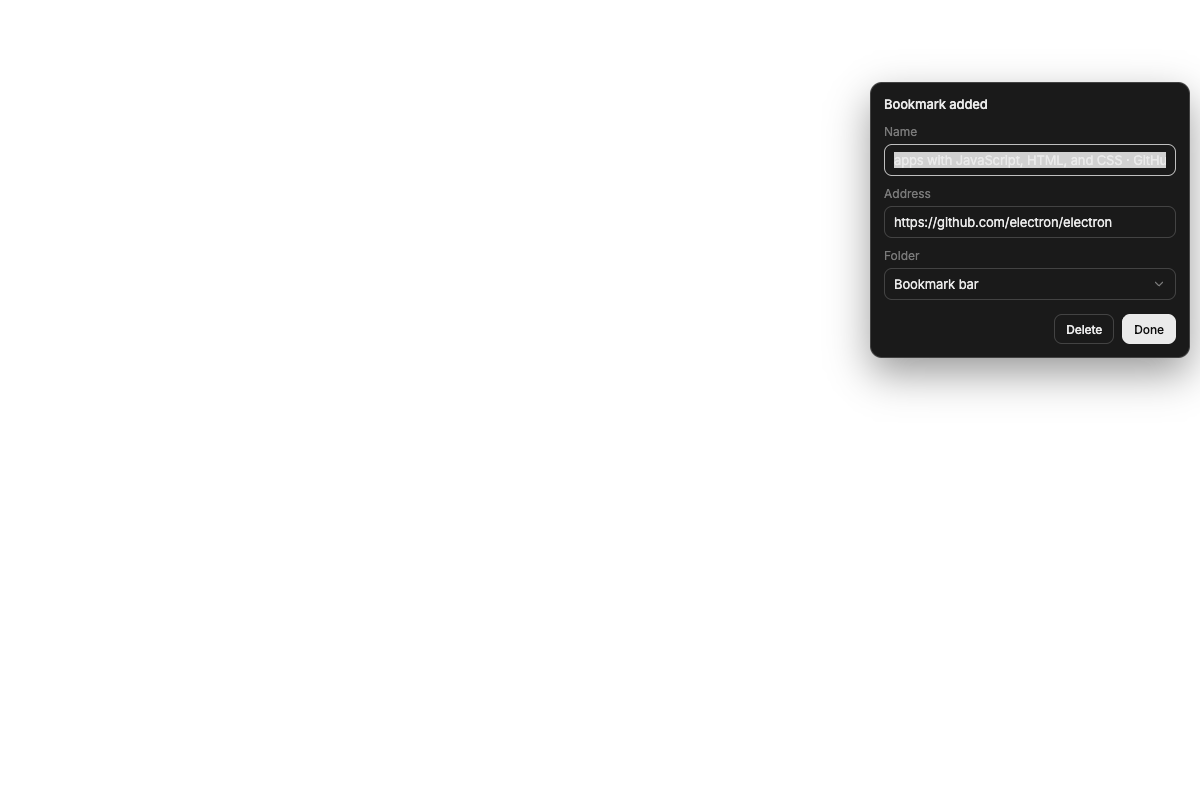 Bookmark added
Name
apps with JavaScript, HTML, and CSS · GitHu
Address
https://github.com/electron/electron
Folder
Bookmark bar
Delete
Done